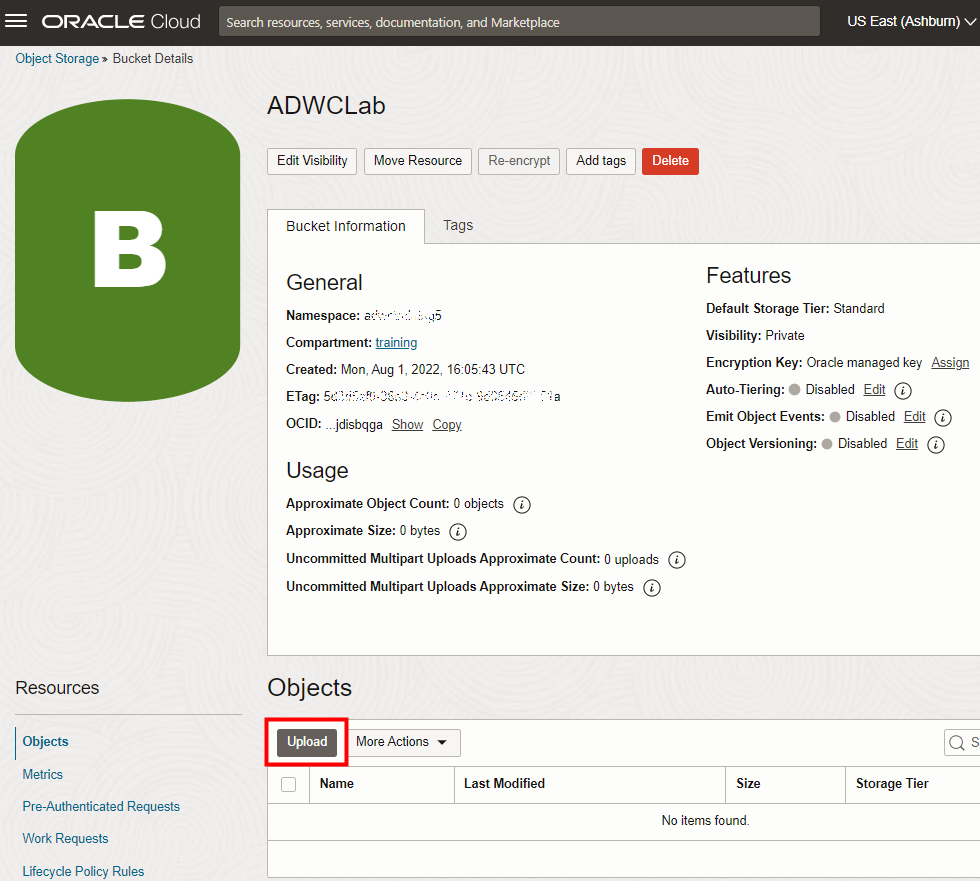 ORACLE Cloud
Search resources, services, documentation, and Marketplace
US East (Ashburn)
Object Storage » Bucket Details
B
ADWCLab
Edit Visibility
Move Resource
Re-encrypt
Add tags
Delete
Bucket Information
Tags
General
Namespace:
Compartment: training
Created: Mon, Aug 1, 2022, 16:05:43 UTC
ETag:
OCID: ...jdisbqga Show Copy
Usage
Approximate Object Count: 0 objects i
Approximate Size: 0 bytes i
Uncommitted Multipart Uploads Approximate Count: 0 uploads i
Uncommitted Multipart Uploads Approximate Size: 0 bytes i
Features
Default Storage Tier: Standard
Visibility: Private
Encryption Key: Oracle managed key Assign
Auto-Tiering: Disabled Edit i
Emit Object Events: Disabled Edit i
Object Versioning: Disabled Edit i
Resources
Objects
Metrics
Pre-Authenticated Requests
Work Requests
Lifecycle Policy Rules
Objects
Upload
More Actions
S
Name
Last Modified
Size
Storage Tier
No items found.